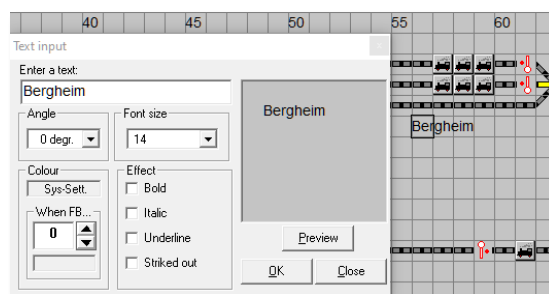 40 45 50 55 60
Text input
Enter a text:
Bergheim
Angle
0 degr.
Font size
14
Colour
Sys-Sett.
When FB...
0
Effect
Bold
Italic
Underline
Striked out
Bergheim
Preview
OK
Close
Bergheim